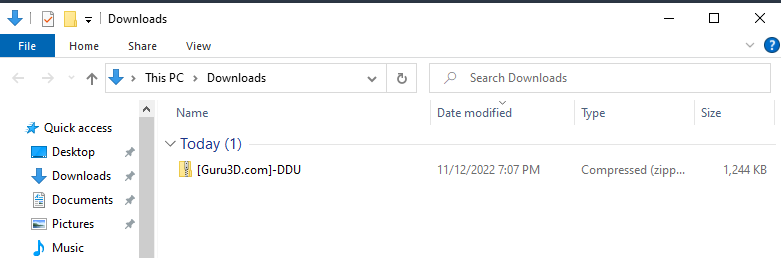 Downloads
File Home Share View
This PC Downloads Search Downloads
Name Date modified Type Size
Quick access
Today (1)
Desktop
[Guru3D.com]-DDU 11/12/2022 7:07 PM Compressed (zipp... 1,244 KB
Downloads
Documents
Pictures
Music